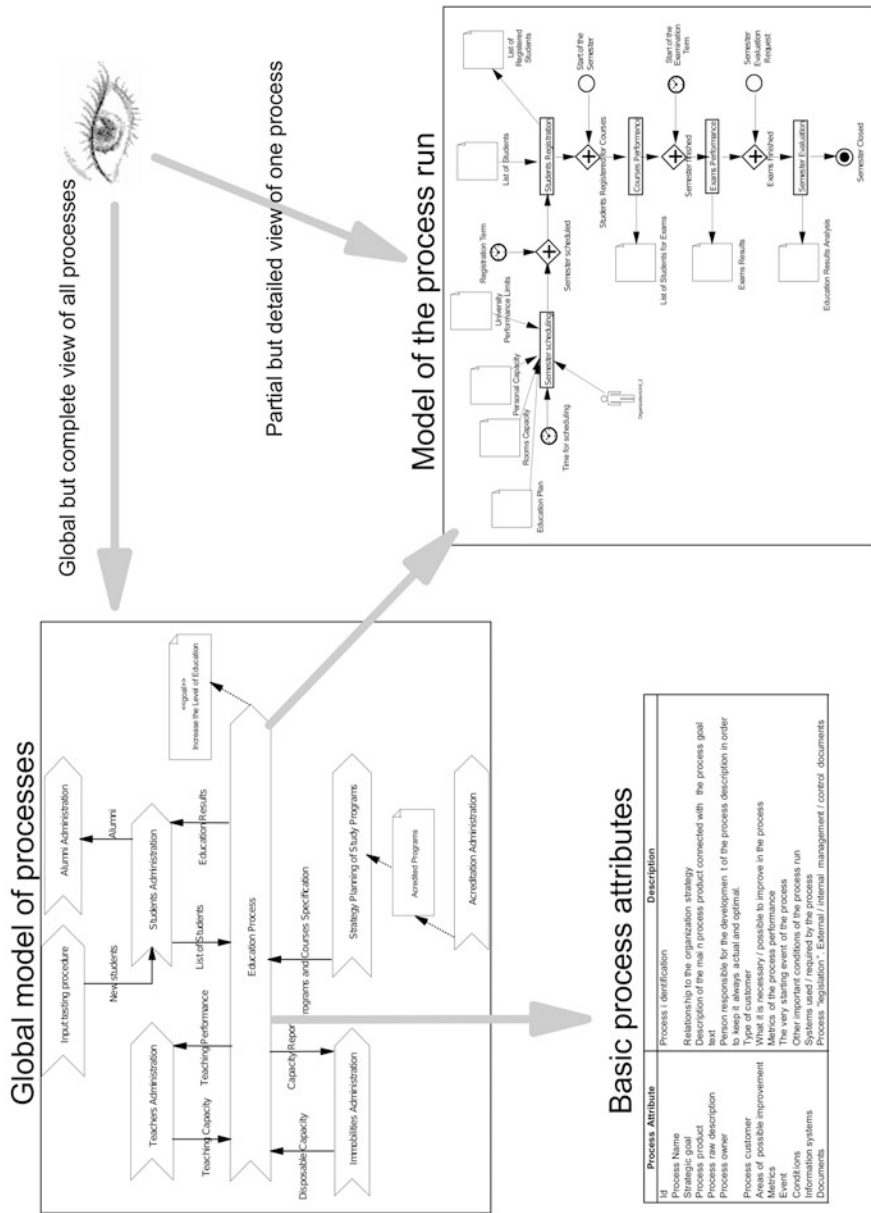 Global but complete view of all processes
Partial but detailed view of one process
Global model of processes
Input testing procedure
Alumni Administration
New students
Alumni
Teachers Administration
Students Administration
Teaching Capacity
Teaching Performance
List of Students
Education Results
<<goal>>
Increase the Level of Education
Education Process
Disposable Capacity
Capacity Repor
rograms and Courses Specification
Immobilities Administration
Strategy Planning of Study Programs
Acredited Programs
Acreditation Administration
Model of the process run
Education Plan
Rooms Capacity
Personal Capacity
University
Performance Limits
Registration Term
List of Students
List of
Registered
Students
Time for scheduling
Semester scheduling
Semester scheduled
Students Registration
Start of the
Semester
Students Registered for Courses
List of Students for Exams
Courses Performance
Start of the
Examination
Term
Semester finished
Exams Results
Exams Performance
Semester
Evaluation
Request
Exams Finished
Education Results Analysis
Semester Evaluation
Semester Closed
Basic process attributes
Process Attribute Description
Id Process i dentification
Process Name
Strategic goal Relationship to the organization strategy
Process product Description of the mai n process product connected with the process goal
Process raw description text
Process owner Person responsible for the developmen t of the process description in order
to keep it always actual and optimal.
Process customer Type of customer
Areas of possible improvement What it is necessary / possible to improve in the process
Metrics Metrics of the process performance
Event The very starting event of the process
Conditions Other important conditions of the process run
Information systems Systems used / required by the process
Documents Process "legislation". External / internal management / control documents